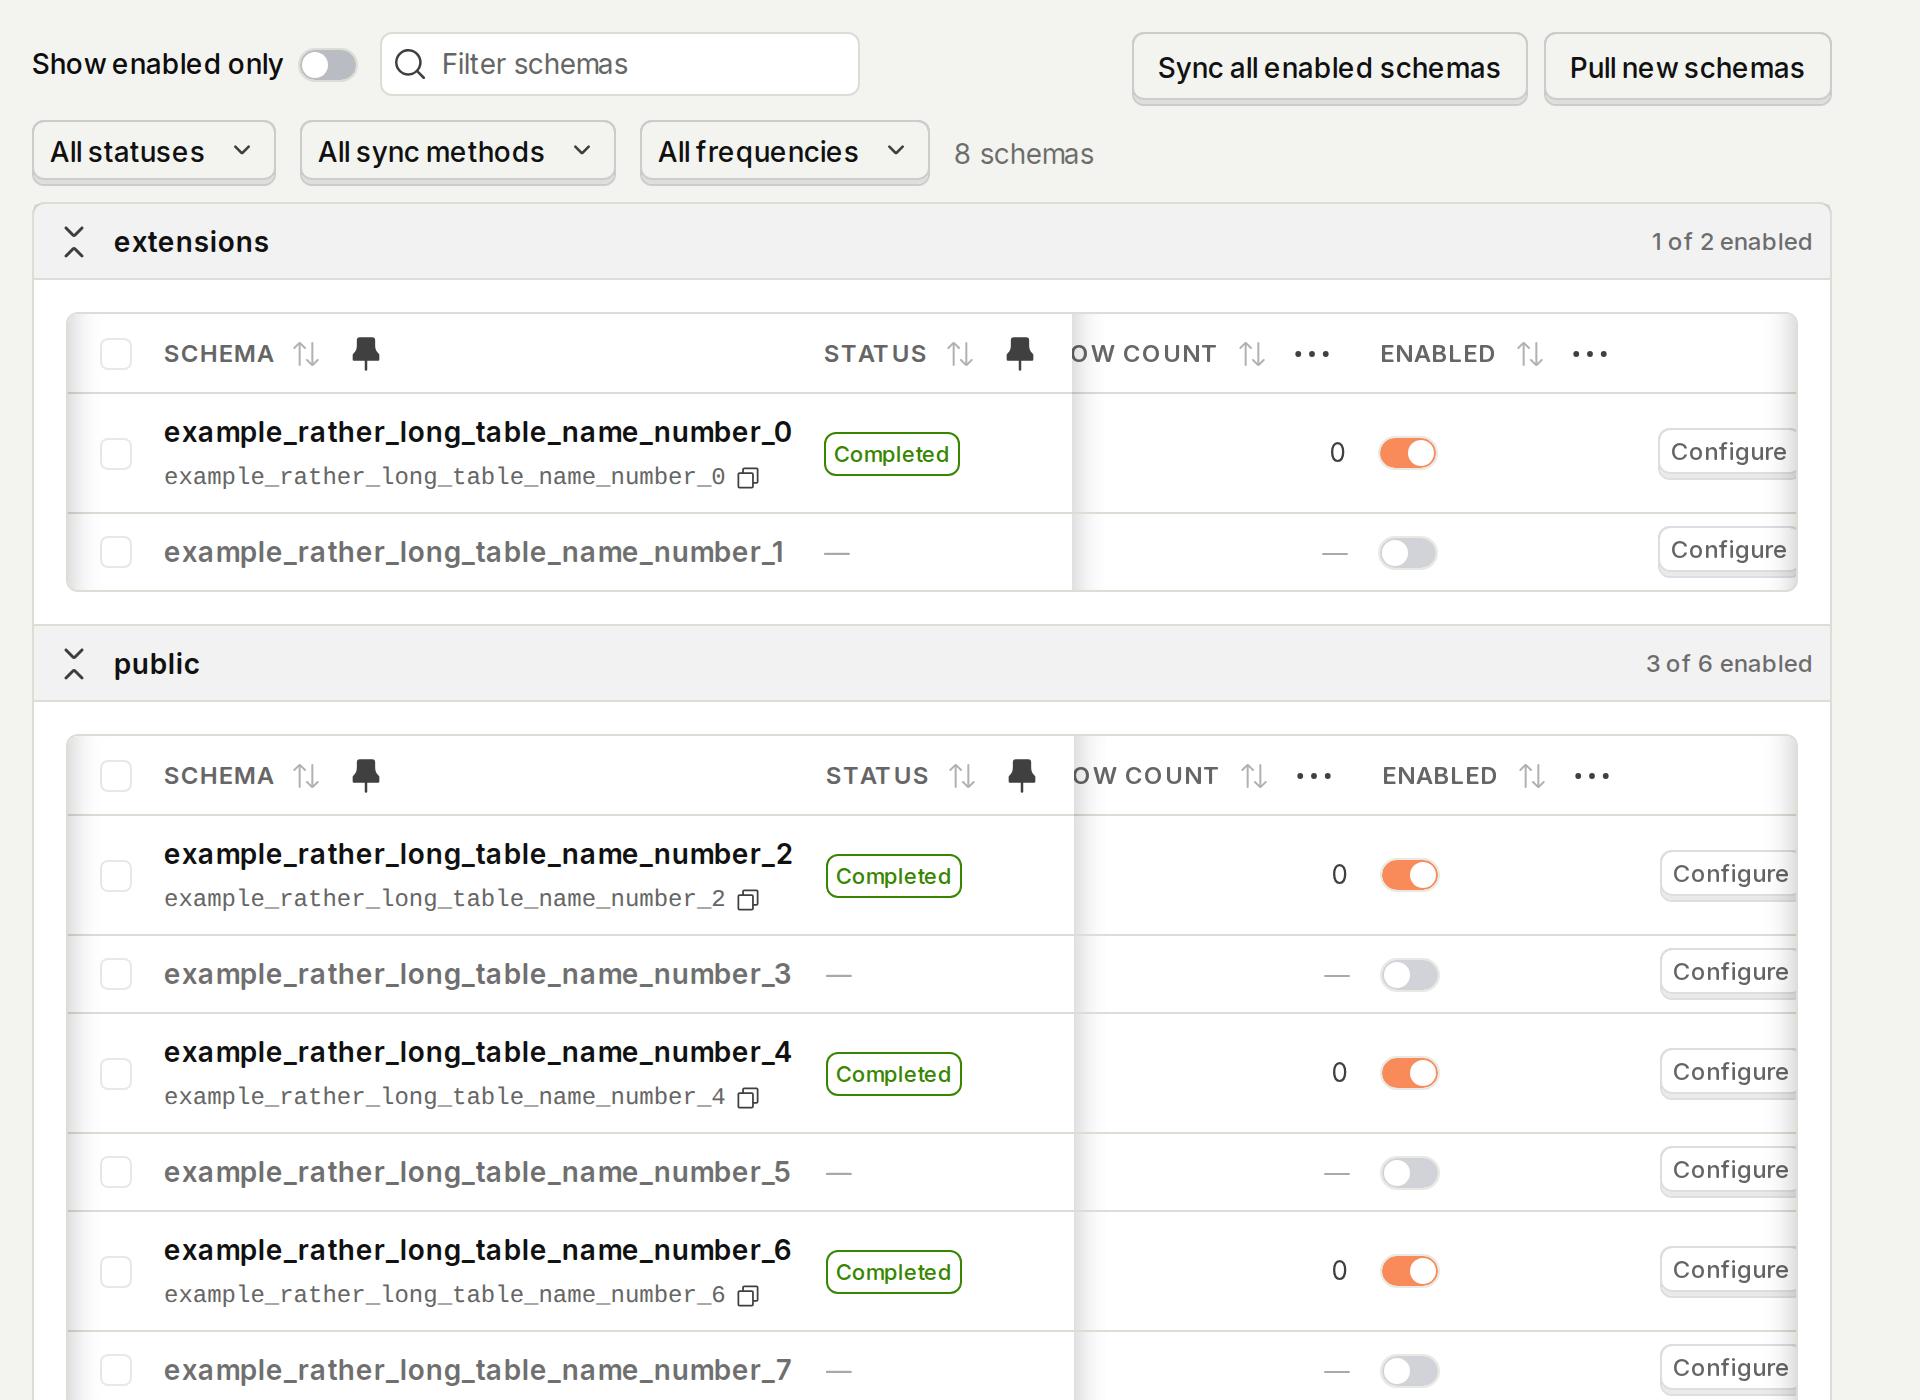 Show enabled only
Filter schemas
Sync all enabled schemas
Pull new schemas
All statuses
All sync methods
All frequencies
8 schemas
extensions
1 of 2 enabled
SCHEMA STATUS OW COUNT ENABLED
example_rather_long_table_name_number_0
example_rather_long_table_name_number_0
Completed
0
Configure
example_rather_long_table_name_number_1
—
—
Configure
public
3 of 6 enabled
SCHEMA STATUS OW COUNT ENABLED
example_rather_long_table_name_number_2
example_rather_long_table_name_number_2
Completed
0
Configure
example_rather_long_table_name_number_3
—
—
Configure
example_rather_long_table_name_number_4
example_rather_long_table_name_number_4
Completed
0
Configure
example_rather_long_table_name_number_5
—
—
Configure
example_rather_long_table_name_number_6
example_rather_long_table_name_number_6
Completed
0
Configure
example_rather_long_table_name_number_7
—
—
Configure